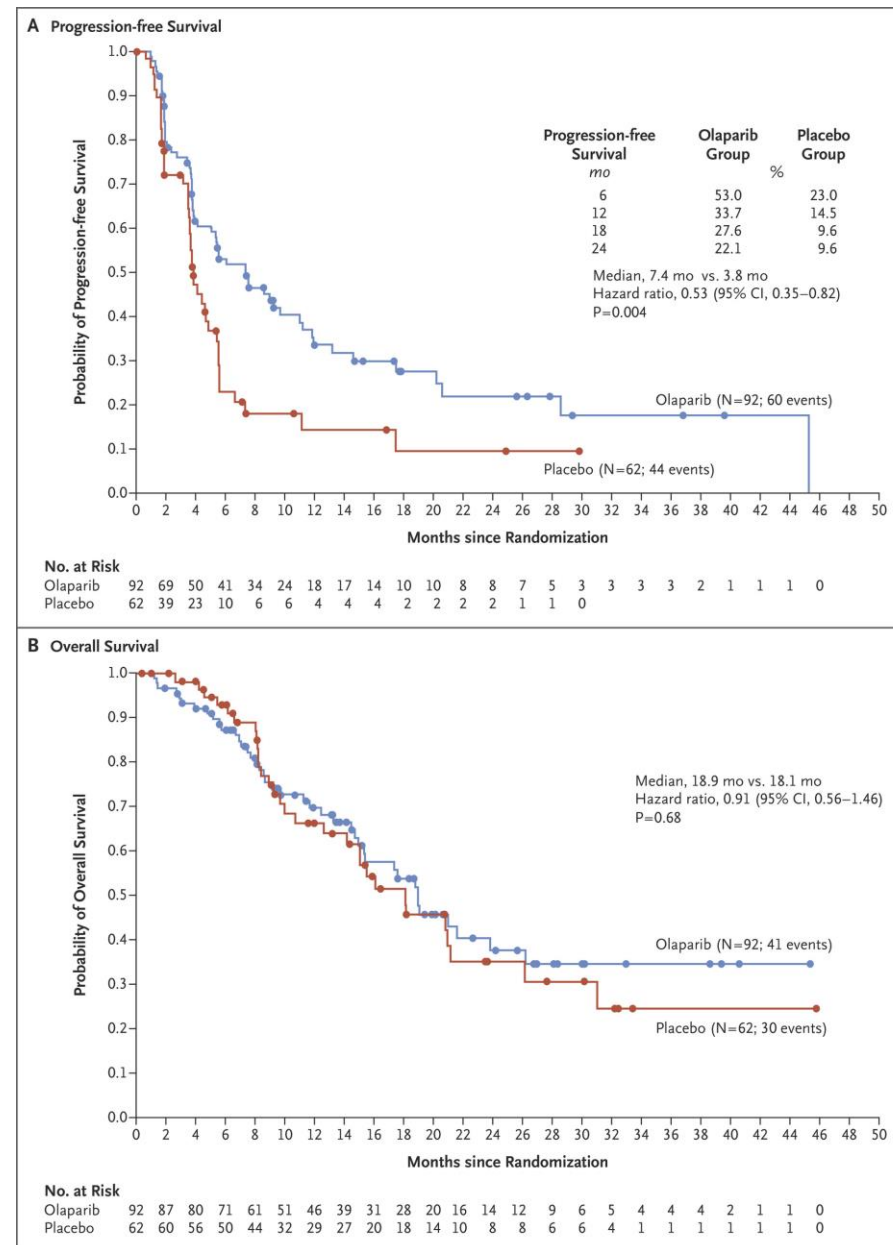 A Progression-free Survival
1.0
0.9
0.8
0.7
0.6
0.5
0.4
0.3
0.2
0.1
0.0
Probability of Progression-free Survival
Progression-free Survival Olaparib Group Placebo Group
mo %
6 53.0 23.0
12 33.7 14.5
18 27.6 9.6
24 22.1 9.6
Median, 7.4 mo vs. 3.8 mo
Hazard ratio, 0.53 (95% CI, 0.35–0.82)
P=0.004
Olaparib (N=92; 60 events)
Placebo (N=62; 44 events)
0 2 4 6 8 10 12 14 16 18 20 22 24 26 28 30 32 34 36 38 40 42 44 46 48 50
Months since Randomization
No. at Risk
Olaparib 92 69 50 41 34 24 18 17 14 10 10 8 8 7 5 3 3 3 3 2 1 1 1 0
Placebo 62 39 23 10 6 6 4 4 4 2 2 2 2 1 1 0
B Overall Survival
1.0
0.9
0.8
0.7
0.6
0.5
0.4
0.3
0.2
0.1
0.0
Probability of Overall Survival
Median, 18.9 mo vs. 18.1 mo
Hazard ratio, 0.91 (95% CI, 0.56–1.46)
P=0.68
Olaparib (N=92; 41 events)
Placebo (N=62; 30 events)
0 2 4 6 8 10 12 14 16 18 20 22 24 26 28 30 32 34 36 38 40 42 44 46 48 50
Months since Randomization
No. at Risk
Olaparib 92 87 80 71 61 51 46 39 31 28 20 16 14 12 9 6 5 4 4 4 2 1 1 0
Placebo 62 60 56 50 44 32 29 27 20 18 14 10 8 8 6 6 4 1 1 1 1 1 1 0